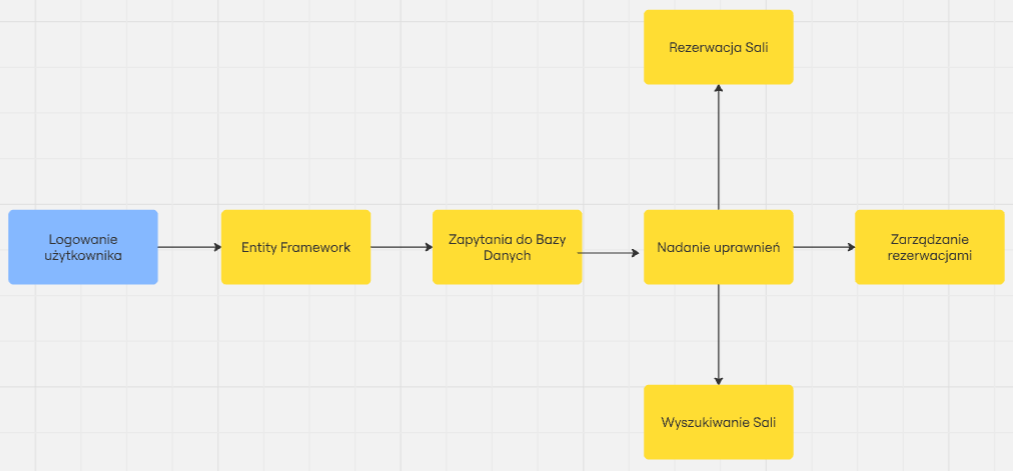 Rezerwacja Sali
Logowanie
użytkownika
Entity Framework
Zapytania do Bazy
Danych
Nadanie uprawnień
Zarządzanie
rezerwacjami
Wyszukiwanie Sali